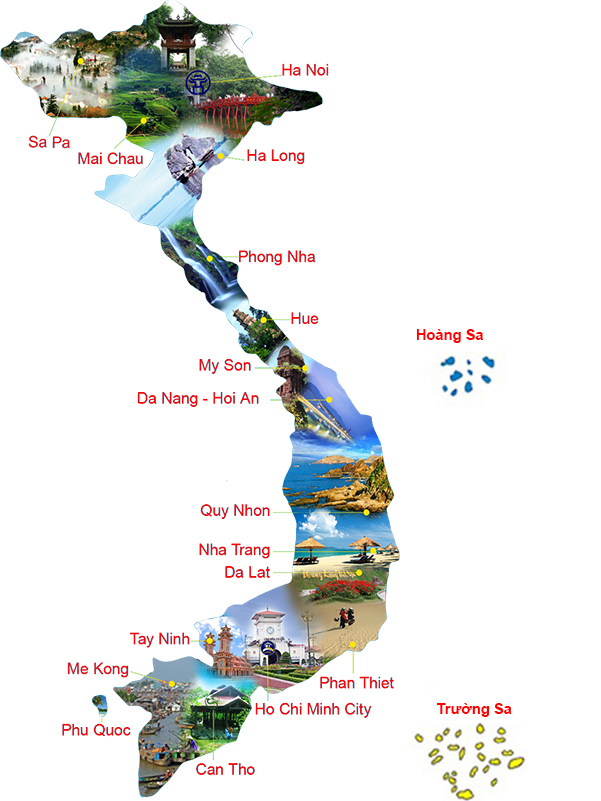 Ha Noi
Sa Pa
Mai Chau
Ha Long
Phong Nha
Hue
Hoàng Sa
My Son
Da Nang - Hoi An
Quy Nhon
Nha Trang
Da Lat
Tay Ninh
Me Kong
Phan Thiet
Ho Chi Minh City
Trường Sa
Phu Quoc
Can Tho